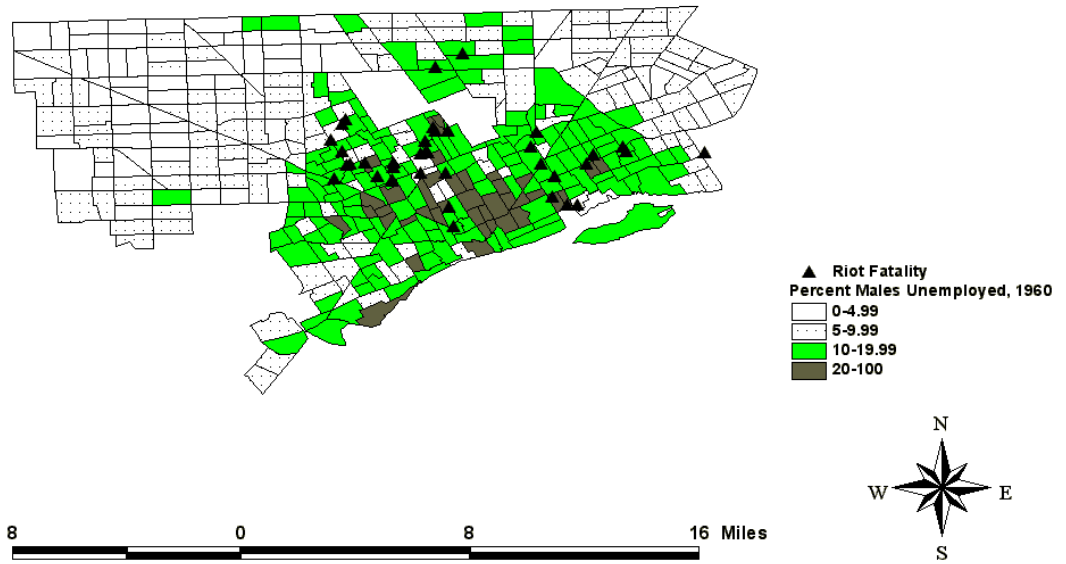 Riot Fatality
Percent Males Unemployed, 1960
0-4.99
5-9.99
10-19.99
20-100
N
W E
S
8 0 8 16 Miles